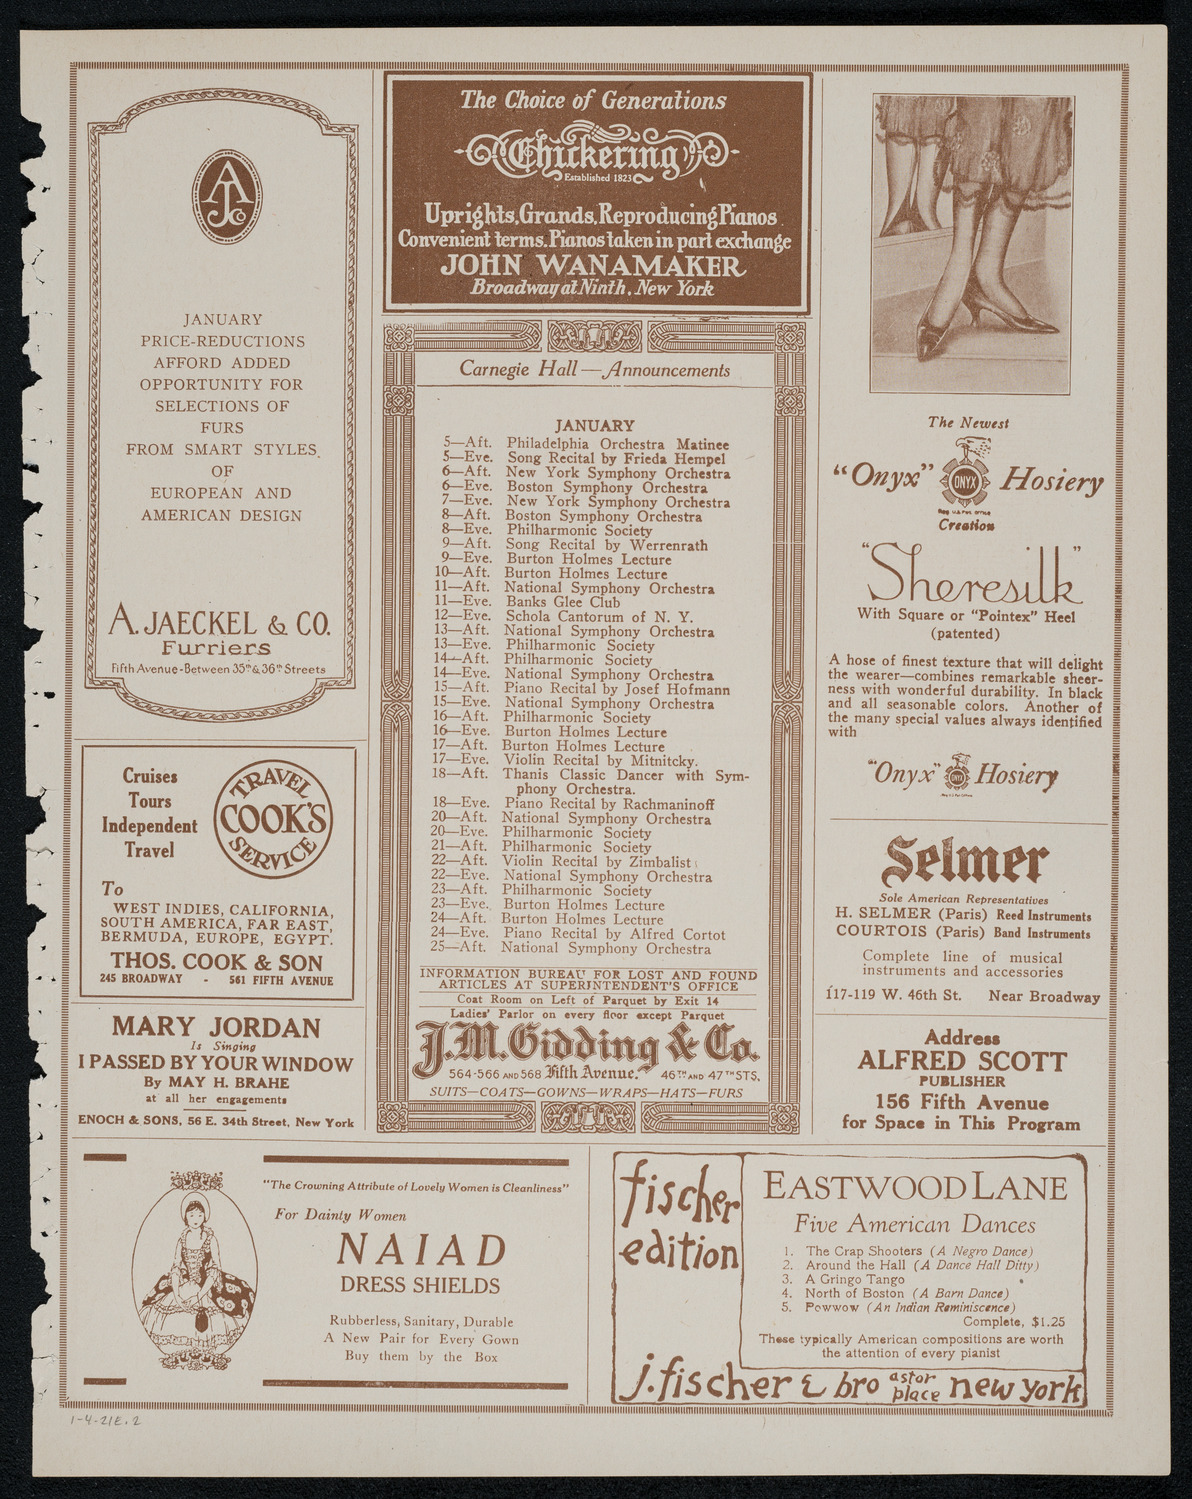 AJCo
JANUARY
PRICE-REDUCTIONS
AFFORD ADDED
OPPORTUNITY FOR
SELECTIONS OF
FURS
FROM SMART STYLES
OF
EUROPEAN AND
AMERICAN DESIGN
A. JAECKEL & CO.
Furriers
Fifth Avenue-Between 35th & 36th Streets
Cruises
Tours
Independent
Travel
TRAVEL
COOK'S
SERVICE
To
WEST INDIES, CALIFORNIA,
SOUTH AMERICA, FAR EAST,
BERMUDA, EUROPE, EGYPT.
THOS. COOK & SON
245 BROADWAY - 561 FIFTH AVENUE
MARY JORDAN
Is Singing
I PASSED BY YOUR WINDOW
By MAY H. BRAHE
at all her engagements
ENOCH & SONS, 56 E. 34th Street, New York
The Choice of Generations
Chickering
Established 1823
Uprights, Grands, Reproducing Pianos
Convenient terms. Pianos taken in part exchange
JOHN WANAMAKER
Broadway at Ninth, New York
Carnegie Hall—Announcements
JANUARY
5—Aft. Philadelphia Orchestra Matinee
5—Eve. Song Recital by Frieda Hempel
6—Aft. New York Symphony Orchestra
6—Eve. Boston Symphony Orchestra
7—Eve. New York Symphony Orchestra
8—Aft. Boston Symphony Orchestra
8—Eve. Philharmonic Society
9—Aft. Song Recital by Werrenrath
9—Eve. Burton Holmes Lecture
10—Aft. Burton Holmes Lecture
11—Aft. National Symphony Orchestra
11—Eve. Banks Glee Club
12—Eve. Schola Cantorum of N. Y.
13—Aft. National Symphony Orchestra
13—Eve. Philharmonic Society
14—Aft. Philharmonic Society
14—Eve. National Symphony Orchestra
15—Aft. Piano Recital by Josef Hofmann
15—Eve. National Symphony Orchestra
16—Aft. Philharmonic Society
16—Eve. Burton Holmes Lecture
17—Aft. Burton Holmes Lecture
17—Eve. Violin Recital by Mitnitcky.
18—Aft. Thanis Classic Dancer with Sym-
phony Orchestra.
18—Eve. Piano Recital by Rachmaninoff
20—Aft. National Symphony Orchestra
20—Eve. Philharmonic Society
21—Aft. Philharmonic Society
22—Aft. Violin Recital by Zimbalist
22—Eve. National Symphony Orchestra
23—Aft. Philharmonic Society
23—Eve. Burton Holmes Lecture
24—Aft. Burton Holmes Lecture
24—Eve. Piano Recital by Alfred Cortot
25—Aft. National Symphony Orchestra
INFORMATION BUREAU FOR LOST AND FOUND
ARTICLES AT SUPERINTENDENT'S OFFICE
Coat Room on Left of Parquet by Exit 14
Ladies' Parlor on every floor except Parquet
J.M. Gidding & Co.
564-566 AND 568 Fifth Avenue. 46TH AND 47TH STS.
SUITS—COATS—GOWNS—WRAPS—HATS—FURS
The Newest
"Onyx" ONYX Hosiery
Reg. U.S. Pat. Office
Creation
"Sheresilk"
With Square or "Pointex" Heel
(patented)
A hose of finest texture that will delight
the wearer—combines remarkable sheer-
ness with wonderful durability. In black
and all seasonable colors. Another of
the many special values always identified
with
"Onyx" ONYX Hosiery
Selmer
Sole American Representatives
H. SELMER (Paris) Reed Instruments
COURTOIS (Paris) Band Instruments
Complete line of musical
instruments and accessories
117-119 W. 46th St. Near Broadway
Address
ALFRED SCOTT
PUBLISHER
156 Fifth Avenue
for Space in This Program
"The Crowning Attribute of Lovely Women is Cleanliness"
For Dainty Women
NAIAD
DRESS SHIELDS
Rubberless, Sanitary, Durable
A New Pair for Every Gown
Buy them by the Box
fischer
edition
EASTWOOD LANE
Five American Dances
1. The Crap Shooters (A Negro Dance)
2. Around the Hall (A Dance Hall Ditty)
3. A Gringo Tango
4. North of Boston (A Barn Dance)
5. Powwow (An Indian Reminiscence)
Complete, $1.25
These typically American compositions are worth
the attention of every pianist
j. fischer & bro astor place new york
1-4-21E.2